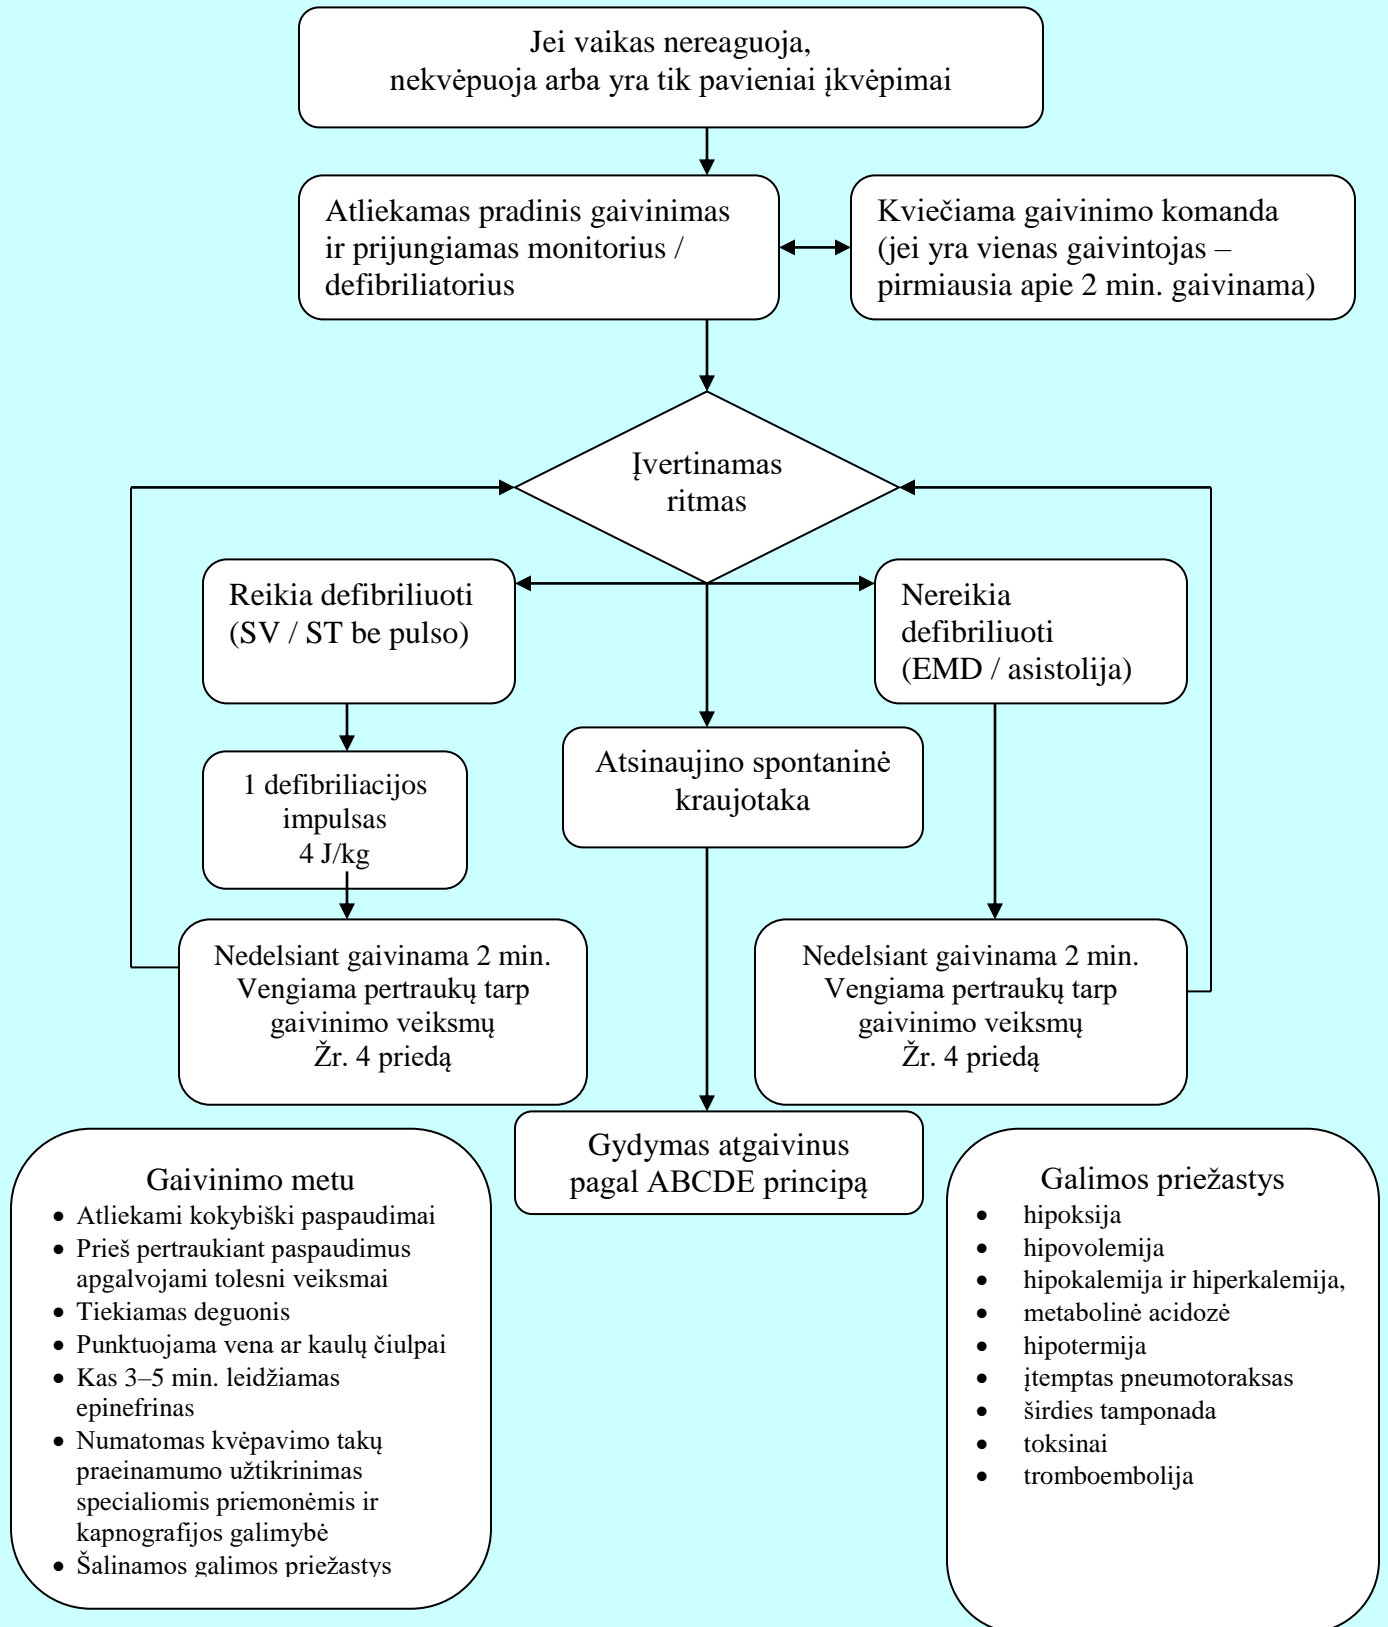 Jei vaikas nereaguoja,
nekvėpuoja arba yra tik pavieniai įkvėpimai
Atliekamas pradinis gaivinimas
ir prijungiamas monitorius /
defibriliatorius
Kviečiama gaivinimo komanda
(jei yra vienas gaivintojas –
pirmiausia apie 2 min. gaivinama)
Įvertinamas
ritmas
Reikia defibriliuoti
(SV / ST be pulso)
Nereikia
defibriliuoti
(EMD / asistolija)
1 defibriliacijos
impulsas
4 J/kg
Atsinaujino spontaninė
kraujotaka
Nedelsiant gaivinama 2 min.
Vengiama pertraukų tarp
gaivinimo veiksmų
Žr. 4 priedą
Nedelsiant gaivinama 2 min.
Vengiama pertraukų tarp
gaivinimo veiksmų
Žr. 4 priedą
Gydymas atgaivinus
pagal ABCDE principą
Gaivinimo metu
• Atliekami kokybiški paspaudimai
• Prieš pertraukiant paspaudimus
apgalvojami tolesni veiksmai
• Tiekiamas deguonis
• Punktuojama vena ar kaulų čiulpai
• Kas 3–5 min. leidžiamas
epinefrinas
• Numatomas kvėpavimo takų
praeinamumo užtikrinimas
specialiomis priemonėmis ir
kapnografijos galimybė
• Šalinamos galimos priežastys
Galimos priežastys
• hipoksija
• hipovolemija
• hipokalemija ir hiperkalemija,
• metabolinė acidozė
• hipotermija
• įtemptas pneumotoraksas
• širdies tamponada
• toksinai
• tromboembolija